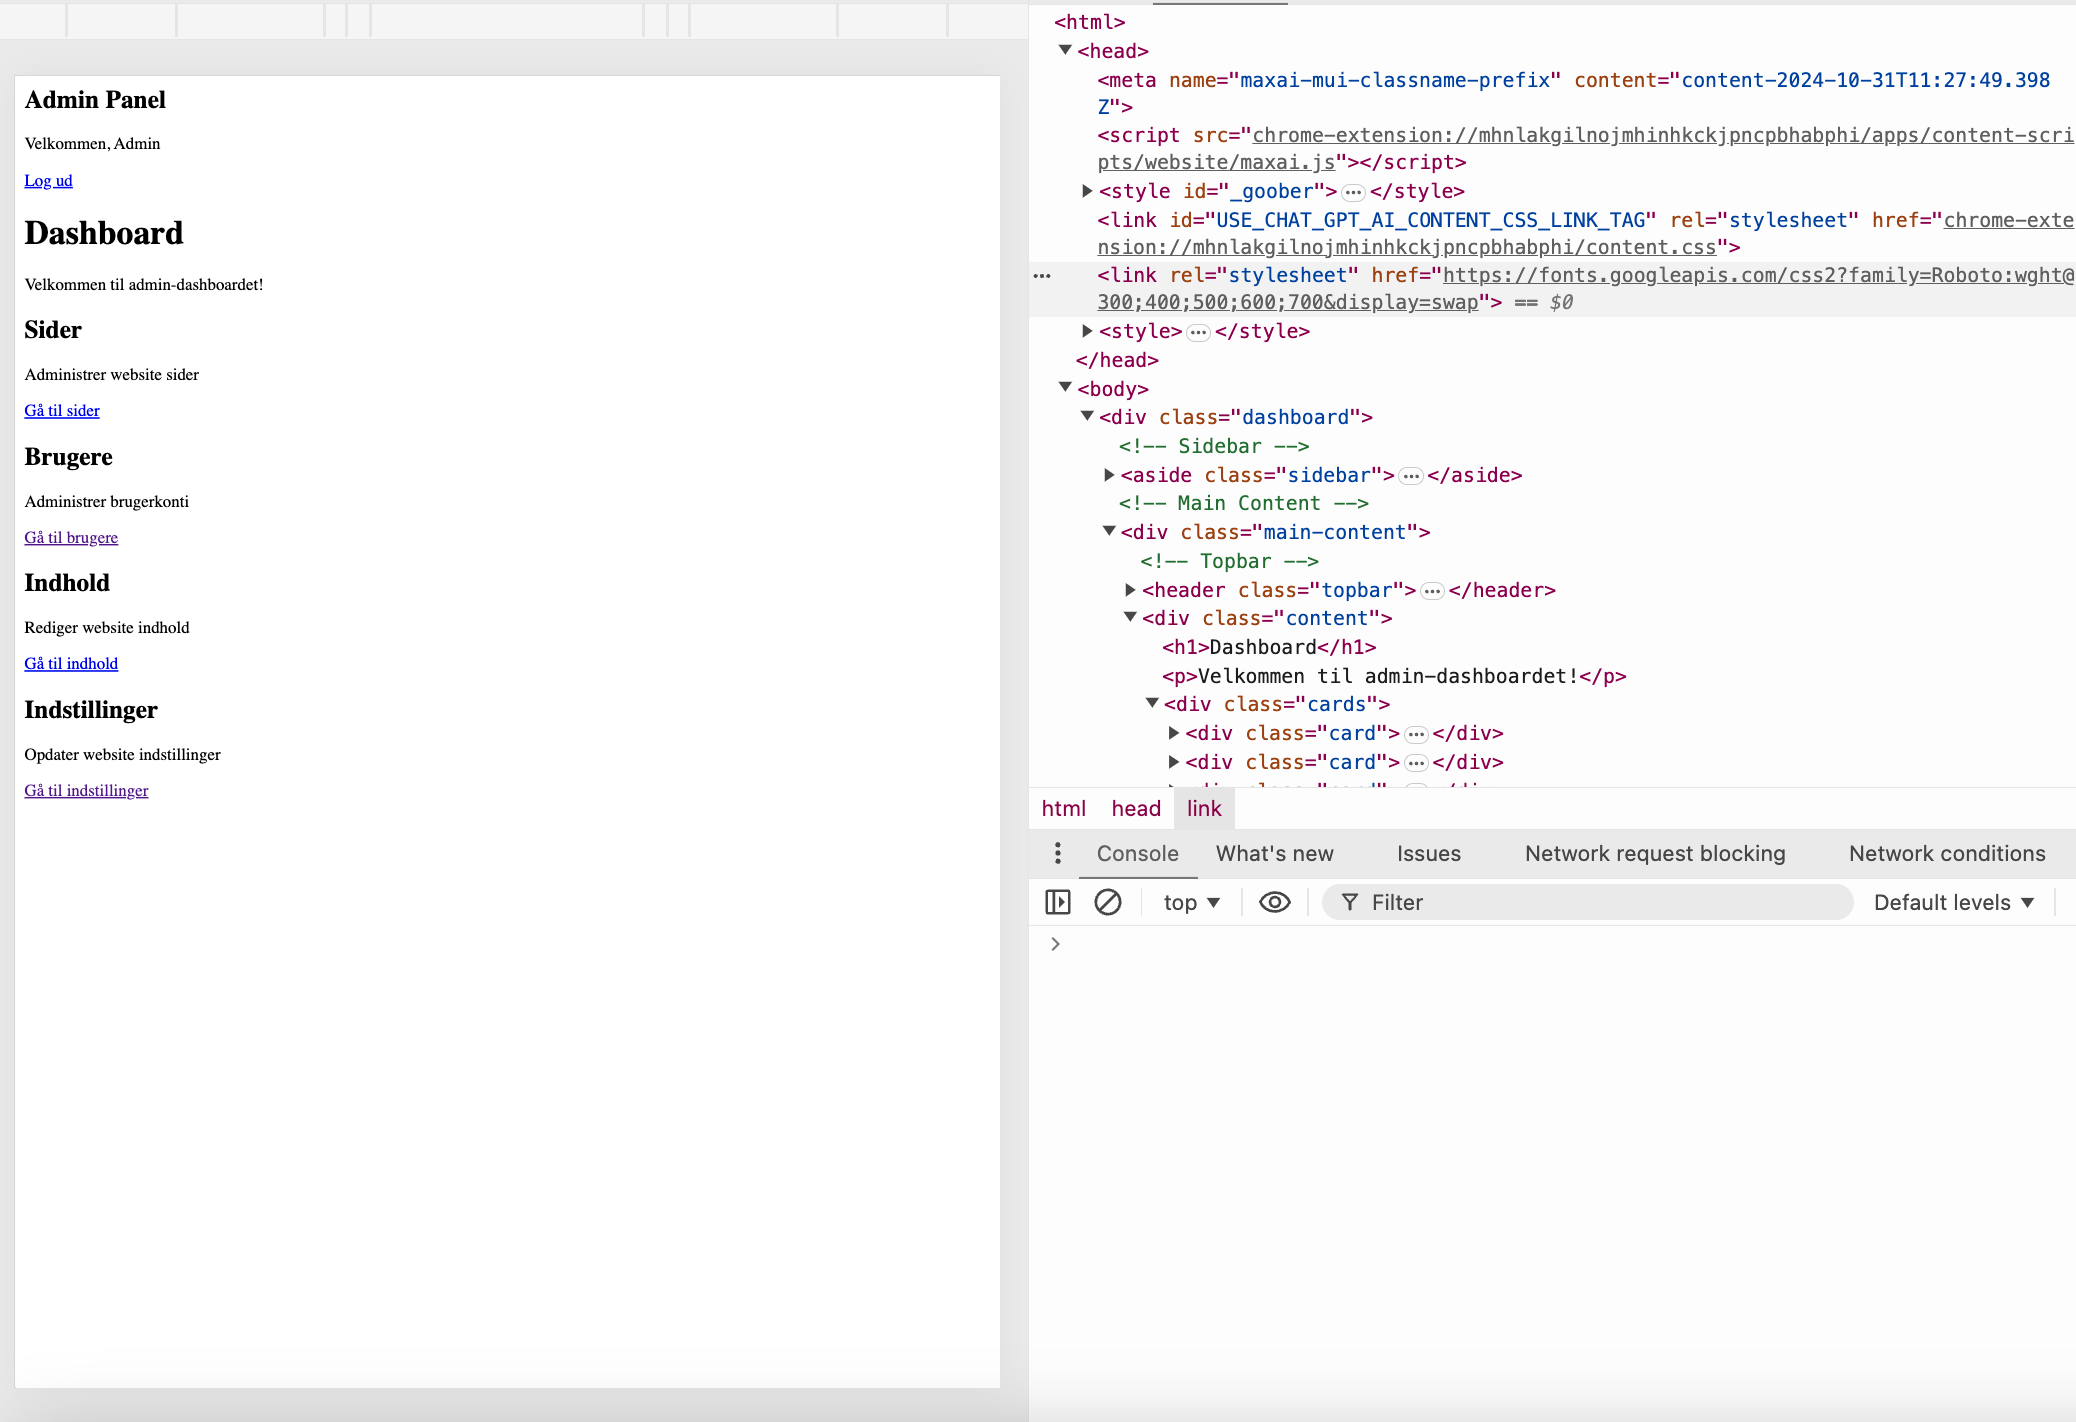 Admin Panel
Velkommen, Admin
Log ud
Dashboard
Velkommen til admin-dashboardet!
Sider
Administrer website sider
Gå til sider
Brugere
Administrer brugerkonti
Gå til brugere
Indhold
Rediger website indhold
Gå til indhold
Indstillinger
Opdater website indstillinger
Gå til indstillinger
<html>
<head>
<meta name="maxai-mui-classname-prefix" content="content-2024-10-31T11:27:49.398
Z">
<script src="chrome-extension://mhnlakgilnojmhinhkckjpncpbhabphi/apps/content-scri
pts/website/maxai.js"></script>
<style id="_goober">…</style>
<link id="USE_CHAT_GPT_AI_CONTENT_CSS_LINK_TAG" rel="stylesheet" href="chrome-exte
nsion://mhnlakgilnojmhinhkckjpncpbhabphi/content.css">
<link rel="stylesheet" href="https://fonts.googleapis.com/css2?family=Roboto:wght@
300;400;500;600;700&display=swap"> == $0
<style>…</style>
</head>
<body>
<div class="dashboard">
<!-- Sidebar -->
<aside class="sidebar">…</aside>
<!-- Main Content -->
<div class="main-content">
<!-- Topbar -->
<header class="topbar">…</header>
<div class="content">
<h1>Dashboard</h1>
<p>Velkommen til admin-dashboardet!</p>
<div class="cards">
<div class="card">…</div>
<div class="card">…</div>
html head link
Console What's new Issues Network request blocking Network conditions
top Filter Default levels